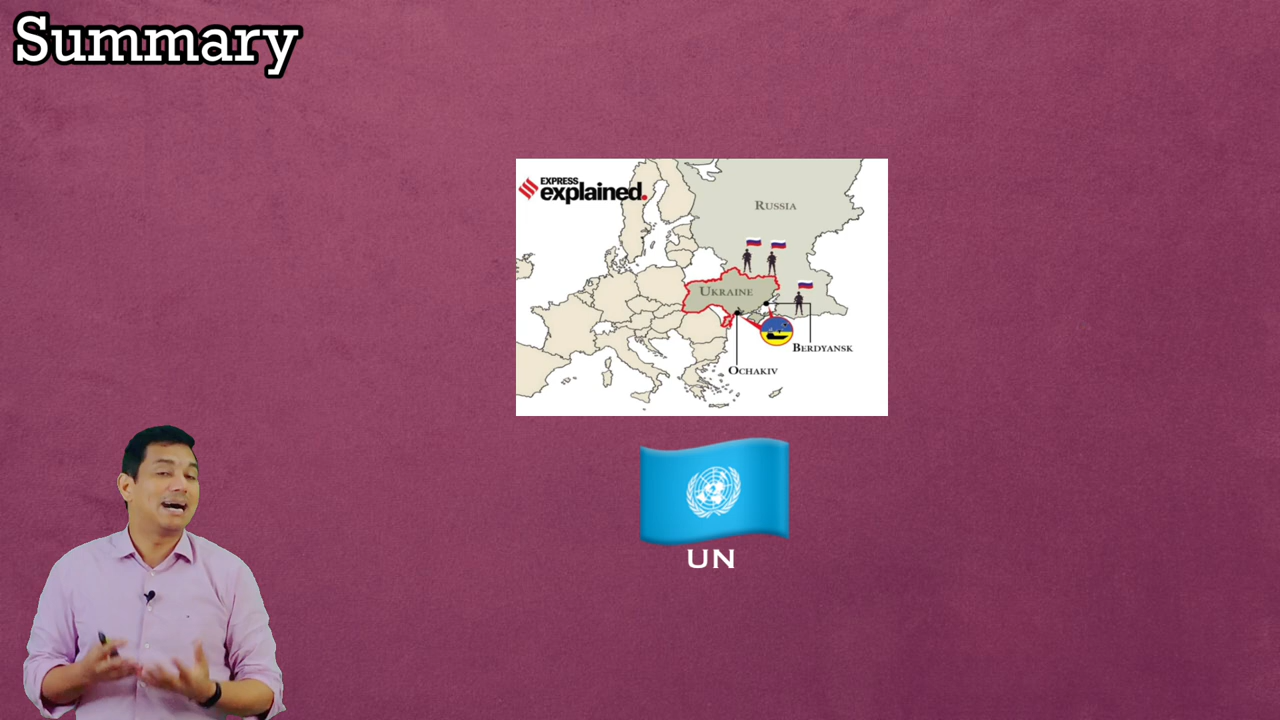 Summary
EXPRESS
explained.
RUSSIA
UKRAINE
BERDYANSK
OCHAKIV
UN